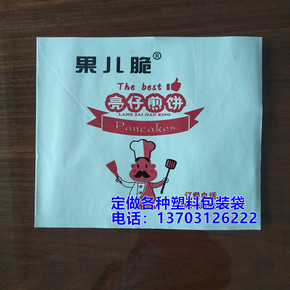 果儿脆®
The best
亮仔煎饼
LANG ZAI JIAN BING
Pancakes
订餐电话
定做各种塑料包装袋
电话：13703126222